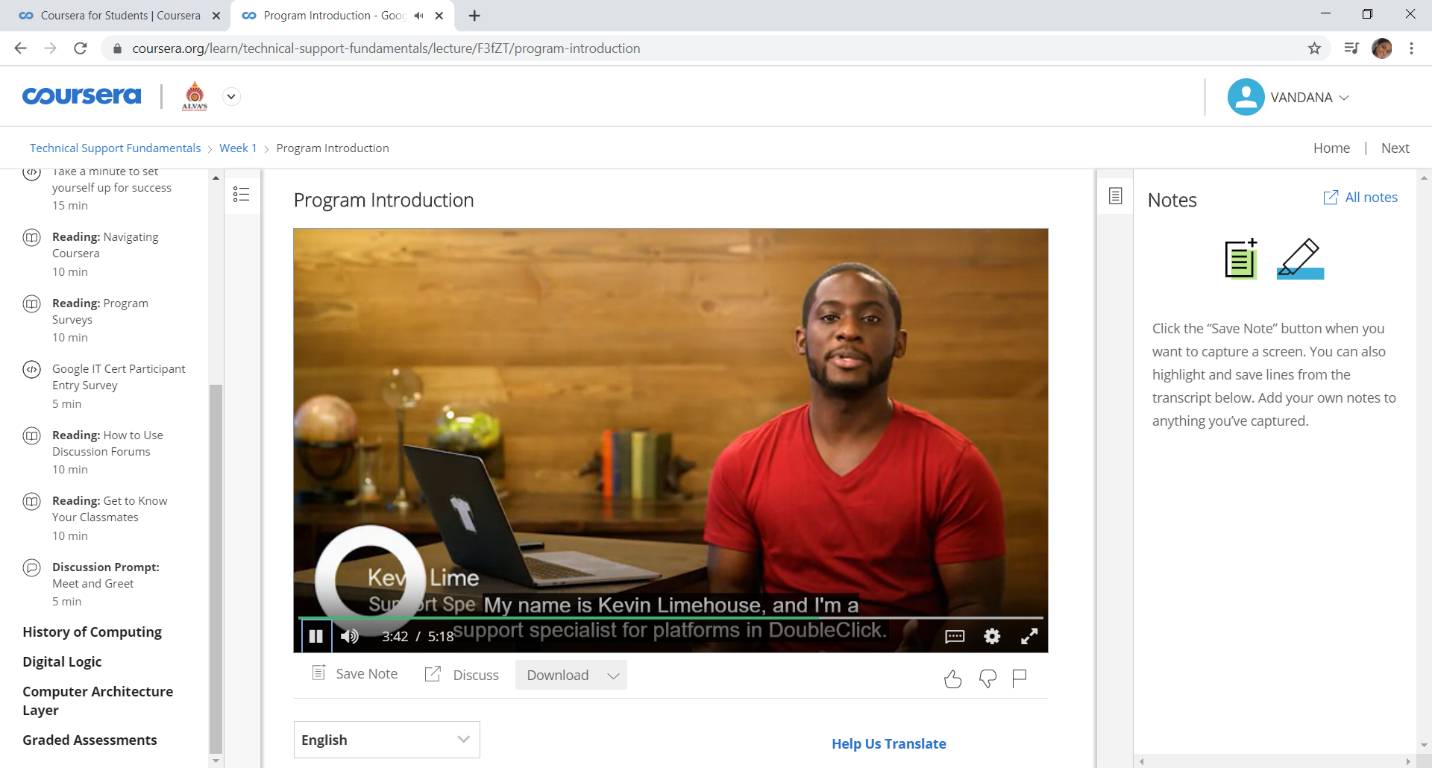 Coursera for Students | Coursera
Program Introduction - Goog
coursera.org/learn/technical-support-fundamentals/lecture/F3fZT/program-introduction
coursera
ALVA'S
VANDANA
Technical Support Fundamentals > Week 1 > Program Introduction
Home | Next
Take a minute to set
yourself up for success
15 min
Reading: Navigating
Coursera
10 min
Reading: Program
Surveys
10 min
Google IT Cert Participant
Entry Survey
5 min
Reading: How to Use
Discussion Forums
10 min
Reading: Get to Know
Your Classmates
10 min
Discussion Prompt:
Meet and Greet
5 min
History of Computing
Digital Logic
Computer Architecture
Layer
Graded Assessments
Program Introduction
Lime
My name is Kevin Limehouse, and I'm a
support specialist for platforms in DoubleClick.
3:42 / 5:18
Save Note
Discuss
Download
English
Help Us Translate
Notes
All notes
Click the “Save Note” button when you
want to capture a screen. You can also
highlight and save lines from the
transcript below. Add your own notes to
anything you’ve captured.